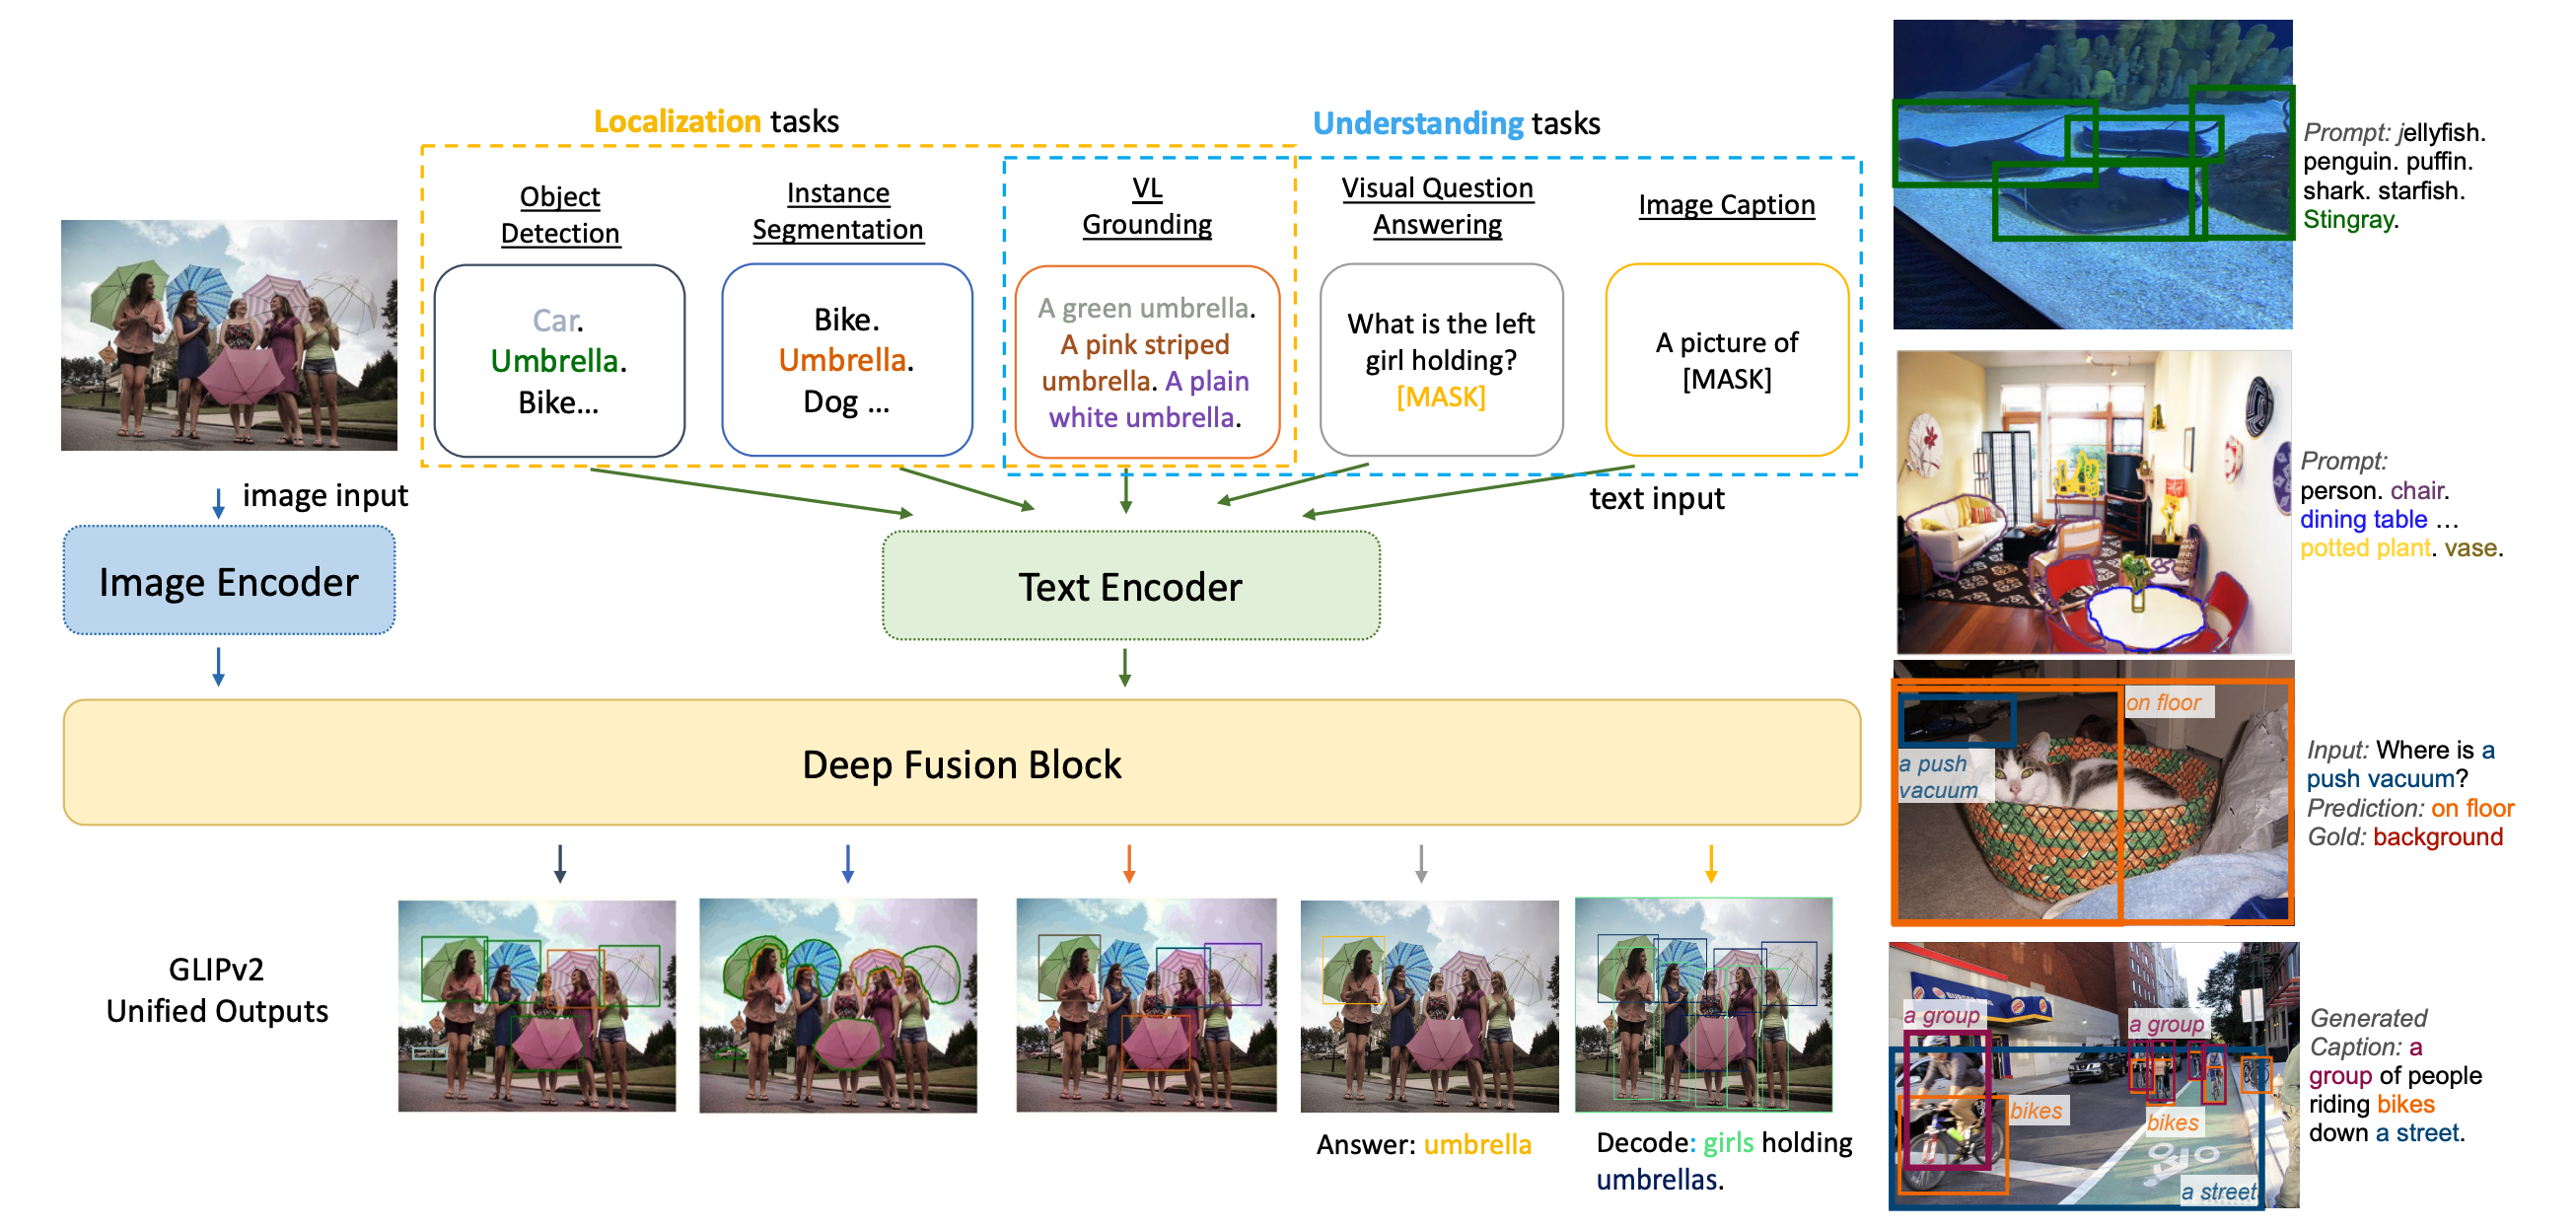 Localization tasks
Understanding tasks
Object
Detection
Instance
Segmentation
VL
Grounding
Visual Question
Answering
Image Caption
Car.
Umbrella.
Bike...
Bike.
Umbrella.
Dog ...
A green umbrella.
A pink striped
umbrella. A plain
white umbrella.
What is the left
girl holding?
[MASK]
A picture of
[MASK]
image input
text input
Image Encoder
Text Encoder
Deep Fusion Block
GLIPv2
Unified Outputs
Answer: umbrella
Decode: girls holding
umbrellas.
Prompt: jellyfish.
penguin. puffin.
shark. starfish.
Stingray.
Prompt:
person. chair.
dining table ...
potted plant. vase.
on floor
a push
vacuum
Input: Where is a
push vacuum?
Prediction: on floor
Gold: background
a group
a group
bikes
bikes
a street
Generated
Caption: a
group of people
riding bikes
down a street.